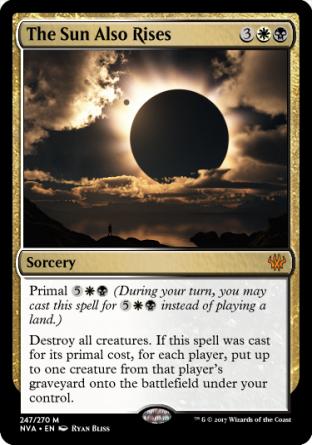 The Sun Also Rises 3
Sorcery
Primal 5 (During your turn, you may
cast this spell for 5 instead of playing a
land.)
Destroy all creatures. If this spell was cast
for its primal cost, for each player, put up
to one creature from that player's
graveyard onto the battlefield under your
control.
247/270 M
NVA • EN RYAN BLISS
™ & © 2017 Wizards of the Coast